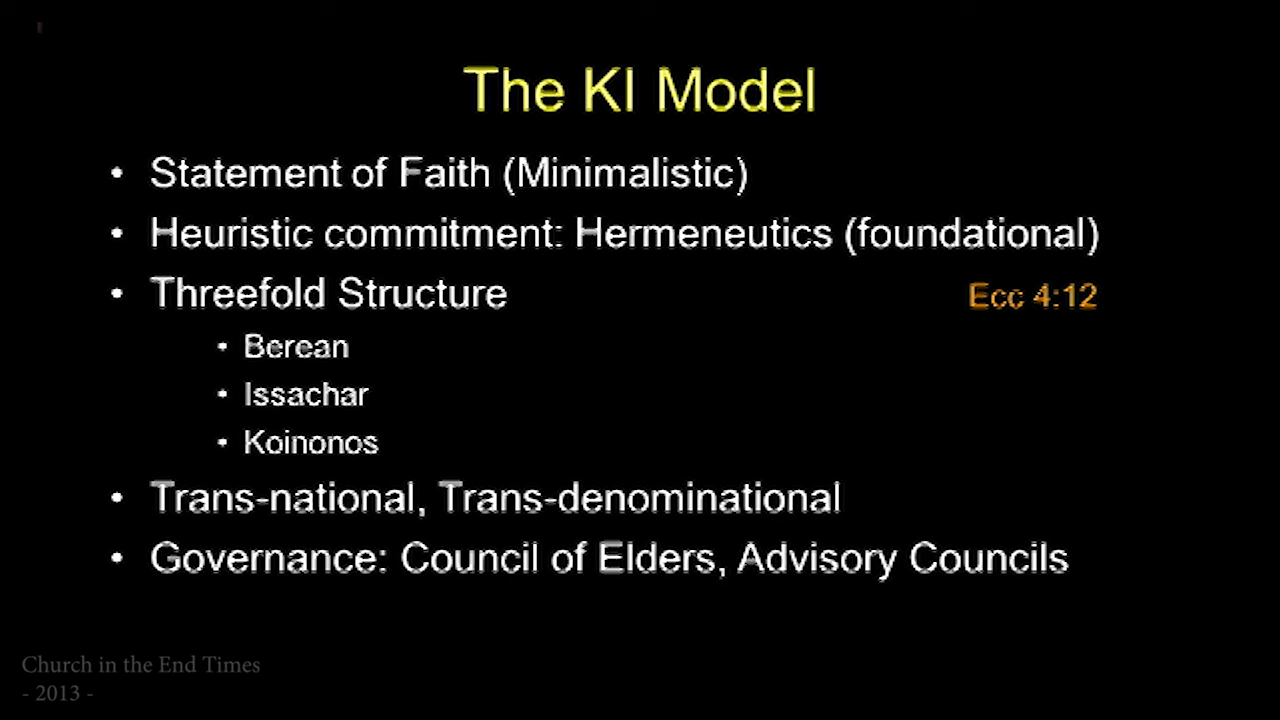 The KI Model
• Statement of Faith (Minimalistic)
• Heuristic commitment: Hermeneutics (foundational)
• Threefold Structure Ecc 4:12
• Berean
• Issachar
• Koinonos
• Trans-national, Trans-denominational
• Governance: Council of Elders, Advisory Councils
Church in the End Times
- 2013 -